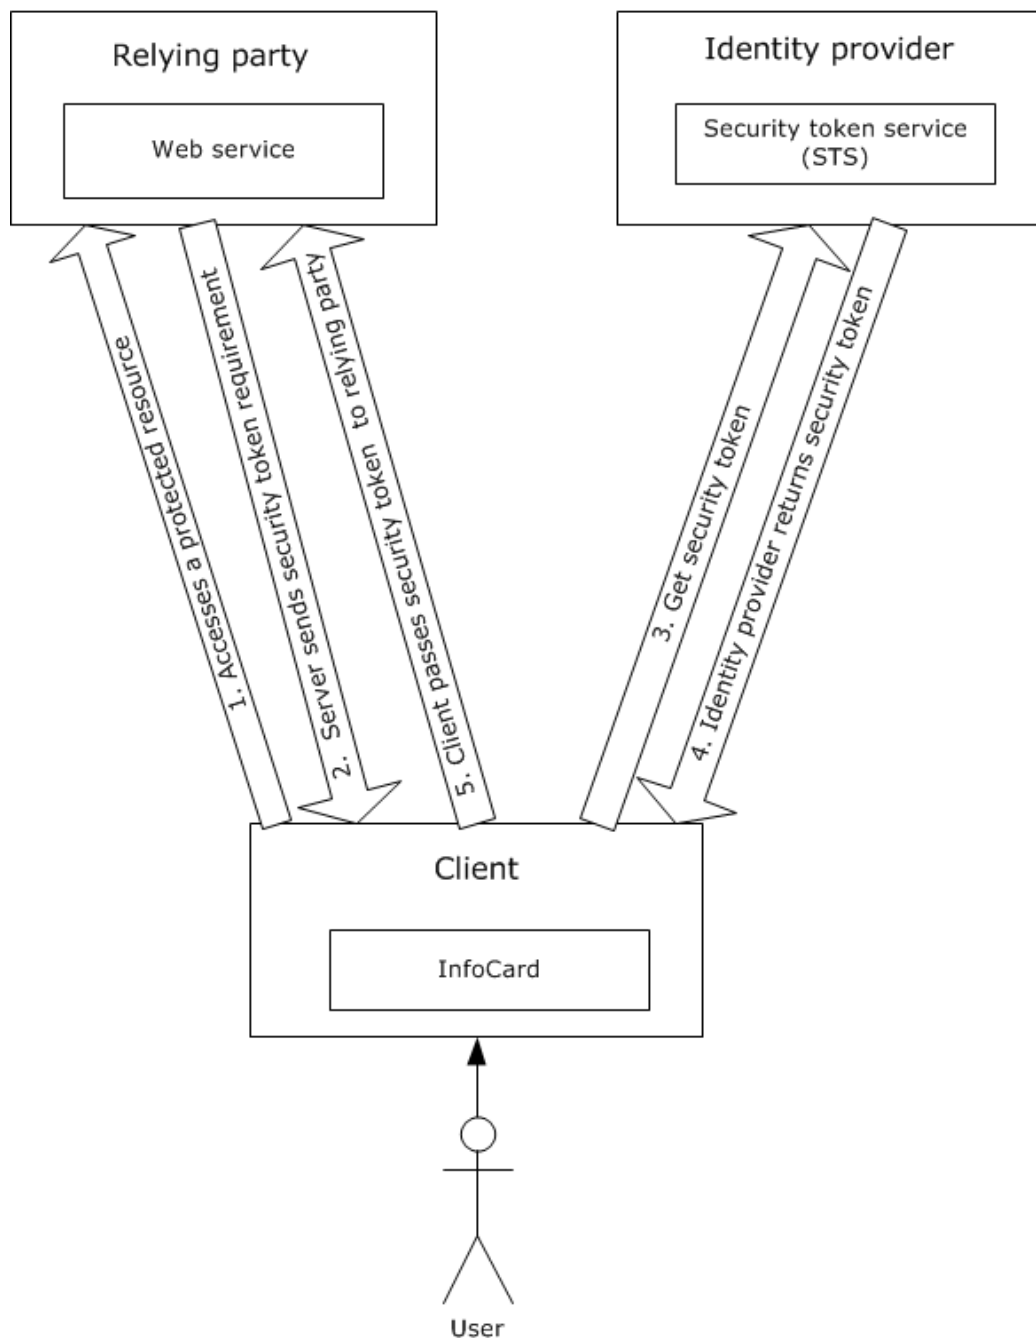 Relying party
Web service
Identity provider
Security token service
(STS)
1. Accesses a protected resource
2.  Server sends security token requirement
5. Client passes security token  to relying party
3. Get security token
4. Identity provider returns security token
Client
InfoCard
User